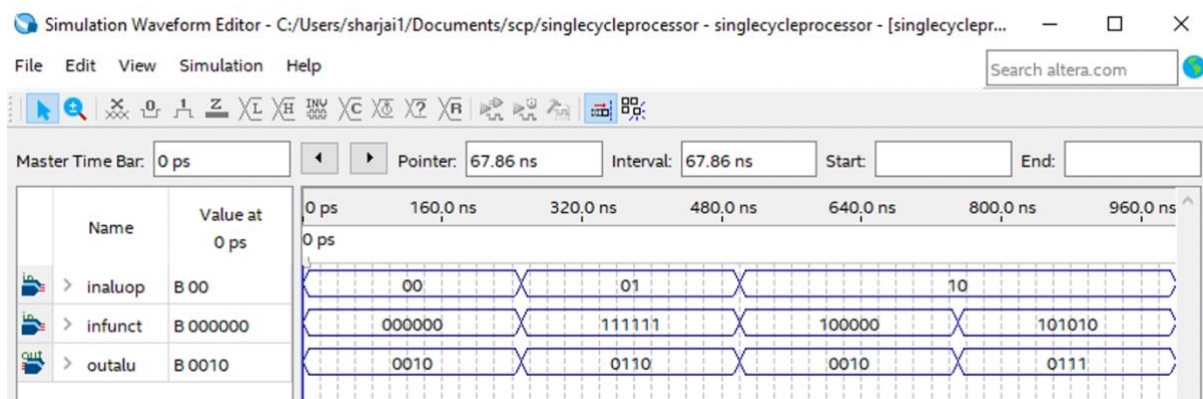 Simulation Waveform Editor - C:/Users/sharjai1/Documents/scp/singlecycleprocessor - singlecycleprocessor - [singlecyclepr...
File Edit View Simulation Help Search altera.com
Master Time Bar: 0 ps Pointer: 67.86 ns Interval: 67.86 ns Start: End:
Name Value at 0 ps
0 ps 160,0 ns 320,0 ns 480,0 ns 640,0 ns 800,0 ns 960,0 ns
0 ps
inaluop B 00 00 01 10
infunct B 000000 000000 111111 100000 101010
outalu B 0010 0010 0110 0010 0111